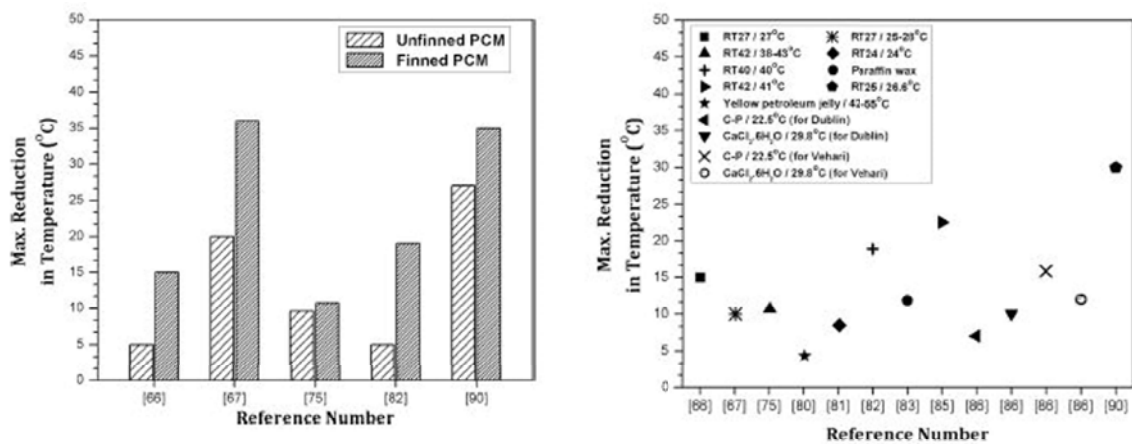 50
45
40
35
30
25
20
15
10
5
0
Max. Reduction
in Temperature (°C)
Unfinned PCM
Finned PCM
[66] [67] [75] [82] [90]
Reference Number
50
45
40
35
30
25
20
15
10
5
0
Max. Reduction
in Temperature (°C)
RT27 / 27°C RT27 / 25-28°C
RT42 / 38-43°C RT24 / 24°C
RT40 / 40°C Paraffin wax
RT42 / 41°C RT25 / 26.6°C
Yellow petroleum jelly / 42-55°C
C-P / 22.5°C (for Dublin)
CaCl₂.6H₂O / 29.8°C (for Dublin)
C-P / 22.5°C (for Vehari)
CaCl₂.6H₂O / 29.8°C (for Vehari)
[66] [67] [75] [80] [81] [82] [83] [85] [86] [86] [86] [86] [90]
Reference Number